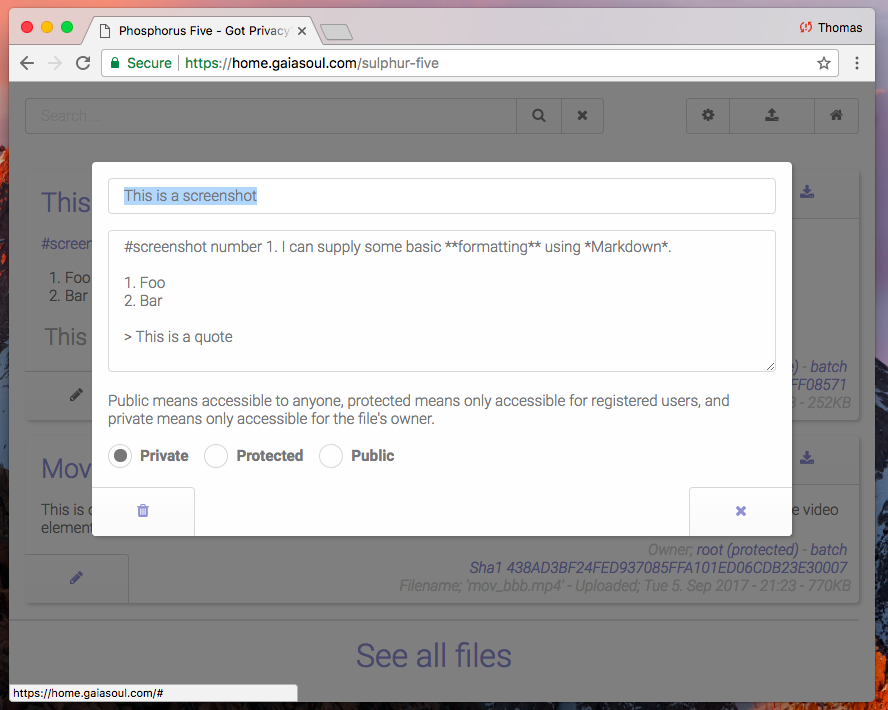 Phosphorus Five - Got Privacy
Thomas
Secure
https://home.gaiasoul.com/sulphur-five
Search ...
This
#screen
1. Foo
2. Bar
This
This is a screenshot
#screenshot number 1. I can supply some basic **formatting** using *Markdown*.
1. Foo
2. Bar
> This is a quote
Public means accessible to anyone, protected means only accessible for registered users, and
private means only accessible for the file's owner.
Private Protected Public
) - batch
FF08571
- 252KB
Mov
This is
element
e video
Owner; root (protected) - batch
Sha1 438AD3BF24FED937085FFA101ED06CDB23E30007
Filename; 'mov_bbb.mp4' - Uploaded; Tue 5. Sep 2017 - 21:23 - 770KB
See all files
https://home.gaiasoul.com/#